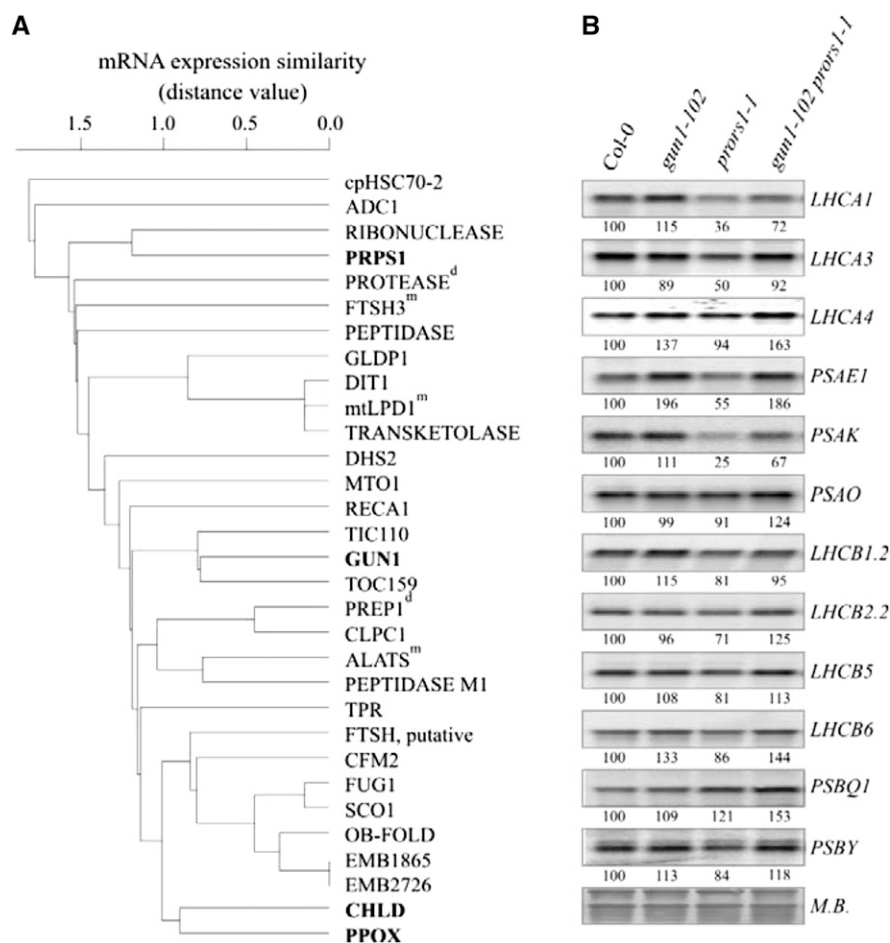 A
mRNA expression similarity
(distance value)
1.5 1.0 0.5 0.0
cpHSC70-2
ADC1
RIBONUCLEASE
PRPS1
PROTEASE^d
FTSH3^m
PEPTIDASE
GLDP1
DIT1
mtLPD1^m
TRANSKETOLASE
DHS2
MTO1
RECA1
TIC110
GUN1
TOC159
PREP1^d
CLPC1
ALATS^m
PEPTIDASE M1
TPR
FTSH, putative
CFM2
FUG1
SCO1
OB-FOLD
EMB1865
EMB2726
CHLD
PPOX
B
Col-0 gun1-102 prors1-1 gun1-102 prors1-1
LHCA1
100 115 36 72
LHCA3
100 89 50 92
LHCA4
100 137 94 163
PSAE1
100 196 55 186
PSAK
100 111 25 67
PSAO
100 99 91 124
LHCB1.2
100 115 81 95
LHCB2.2
100 96 71 125
LHCB5
100 108 81 113
LHCB6
100 133 86 144
PSBQ1
100 109 121 153
PSBY
100 113 84 118
M.B.